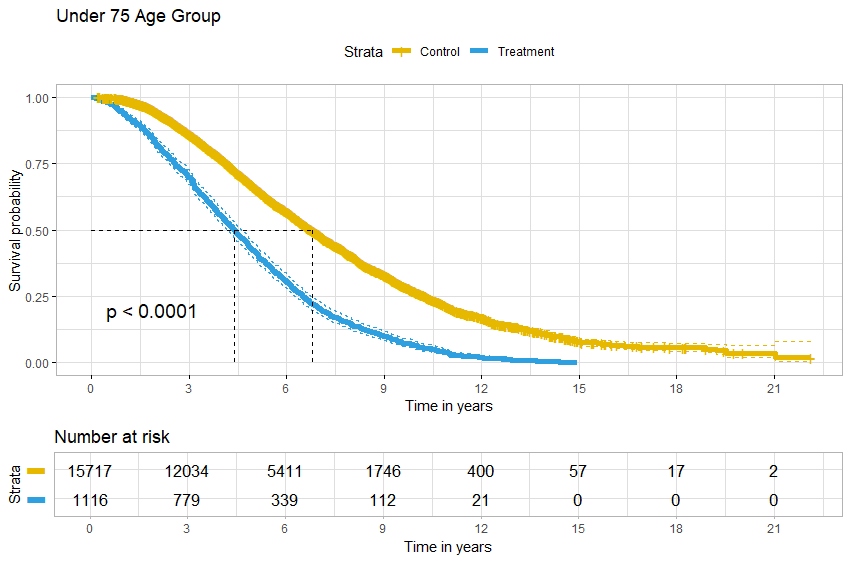 Under 75 Age Group
Strata Control Treatment
1.00
0.75
0.50
0.25
0.00
Survival probability
p < 0.0001
0 3 6 9 12 15 18 21
Time in years
Number at risk
Strata
15717 12034 5411 1746 400 57 17 2
1116 779 339 112 21 0 0 0
0 3 6 9 12 15 18 21
Time in years